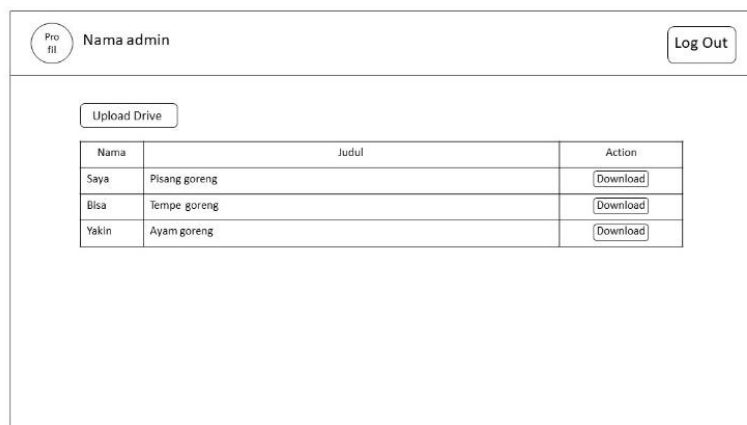 Pro
fil
Nama admin
Log Out
Upload Drive
Nama Judul Action
Saya Pisang goreng Download
Bisa Tempe goreng Download
Yakin Ayam goreng Download